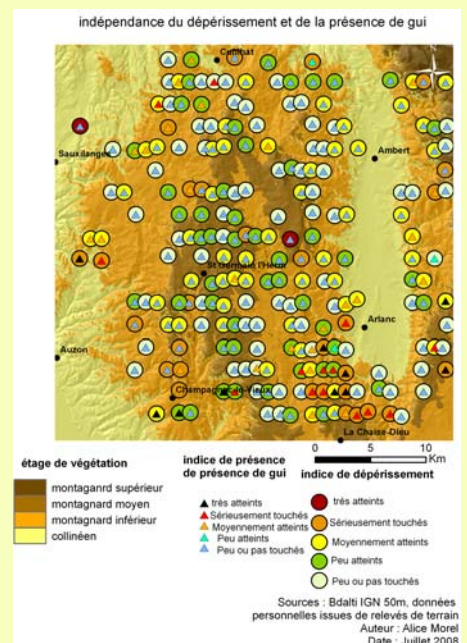 indépendance du dépérissement et de la présence de gui
Cunlhat
Sauxilanges
Ambert
St Germain l'Herm
Arlanc
Auzon
Champagnac-le-Vieux
La Chaise-Dieu
0 5 10
Km
étage de végétation
montaganrd supérieur
montagnard moyen
montagnard inférieur
collinéen
indice de présence
de présence de gui
très atteints
Sérieusement touchés
Moyennement atteints
Peu atteints
Peu ou pas touchés
indice de dépérissement
très atteints
Sérieusement touchés
Moyennement atteints
Peu atteints
Peu ou pas touchés
Sources : Bdalti IGN 50m, données
personnelles issues de relevés de terrain
Auteur : Alice Morel
Date : Juillet 2008